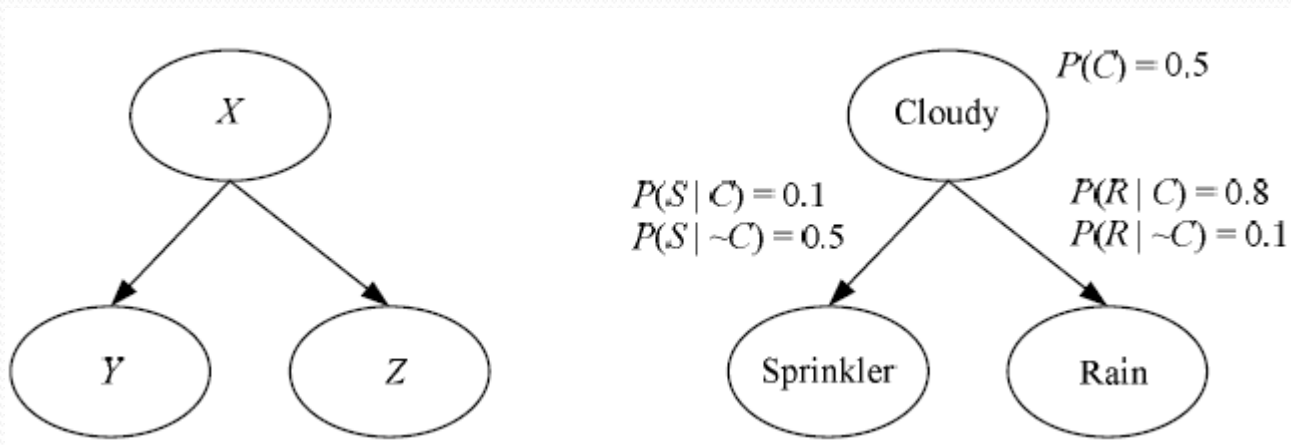 X
Y
Z
Cloudy
P(C) = 0.5
P(S | C) = 0.1
P(S | ~C) = 0.5
P(R | C) = 0.8
P(R | ~C) = 0.1
Sprinkler
Rain